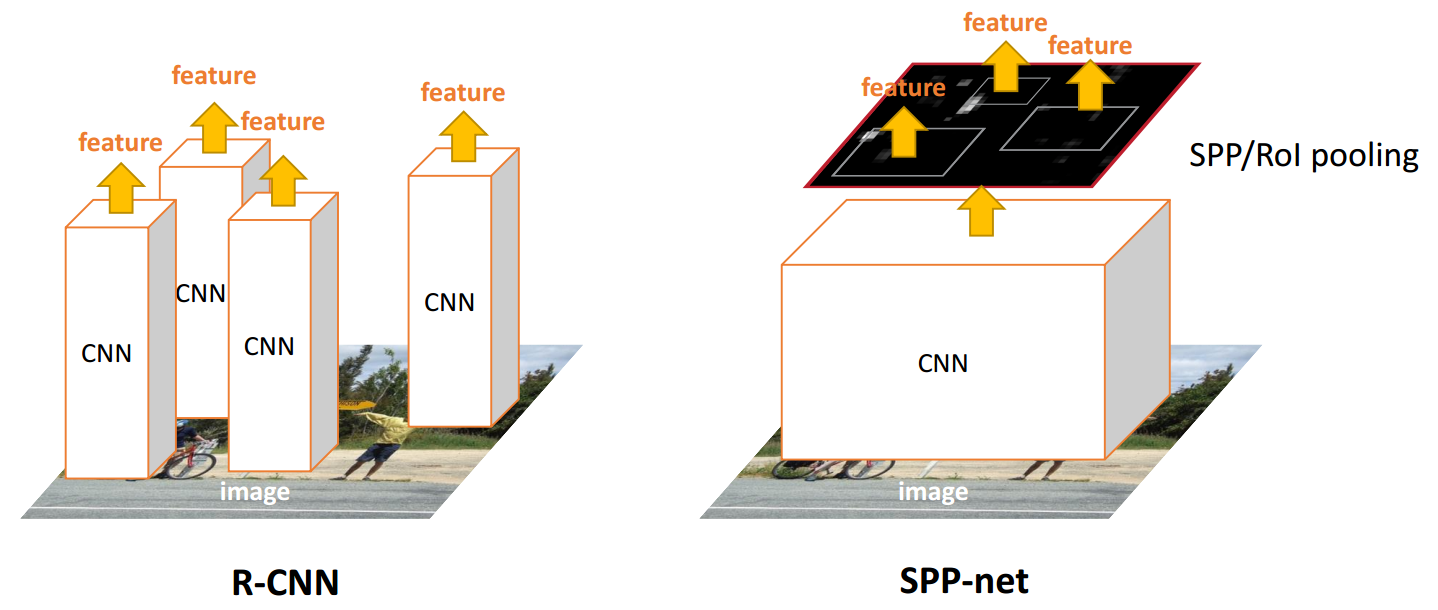 feature
feature
feature
feature
CNN
CNN
CNN
CNN
image
R-CNN
feature
feature
feature
SPP/RoI pooling
CNN
image
SPP-net